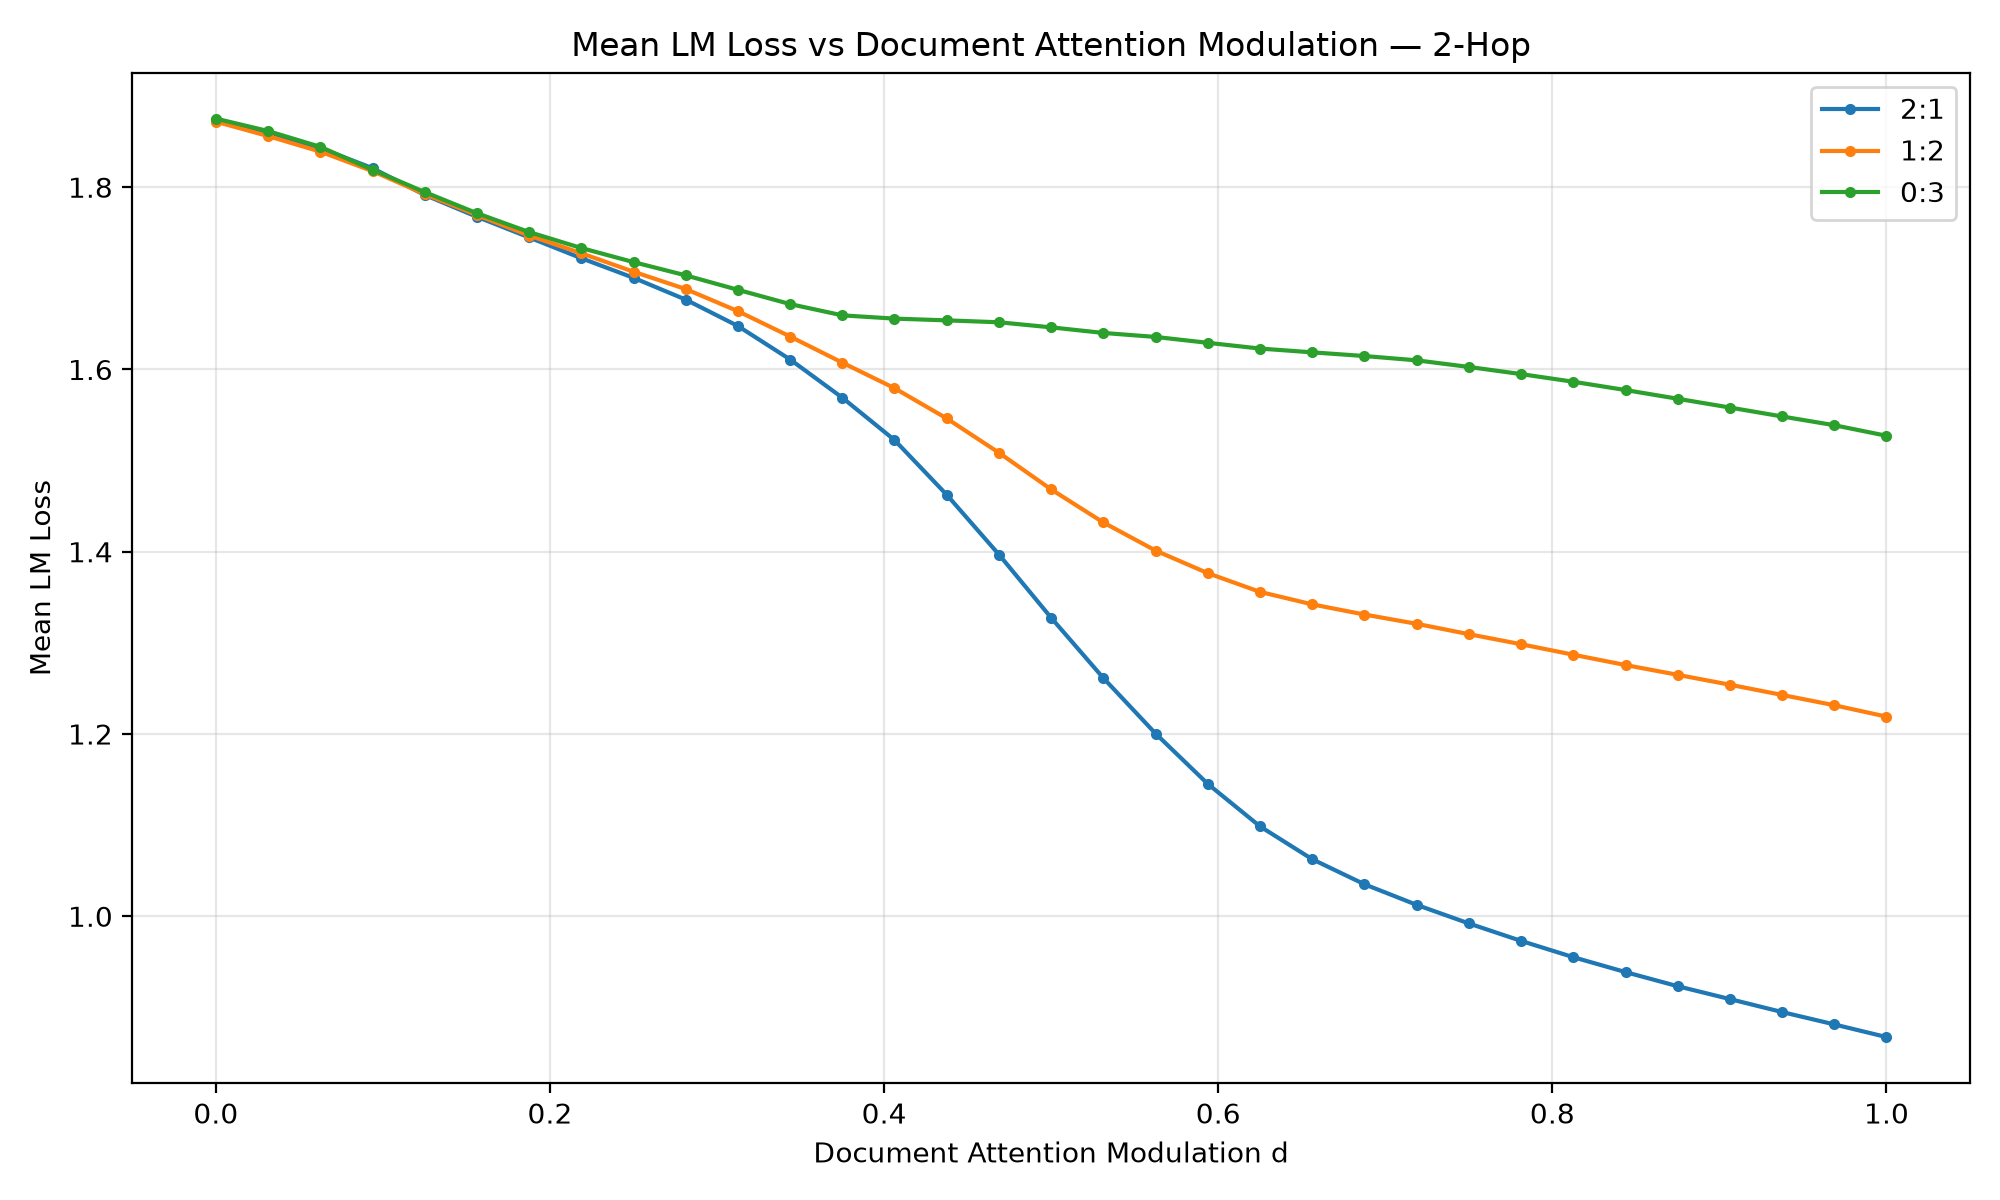 Mean LM Loss vs Document Attention Modulation — 2-Hop
2:1
1:2
0:3
Mean LM Loss
1.8
1.6
1.4
1.2
1.0
0.0 0.2 0.4 0.6 0.8 1.0
Document Attention Modulation d